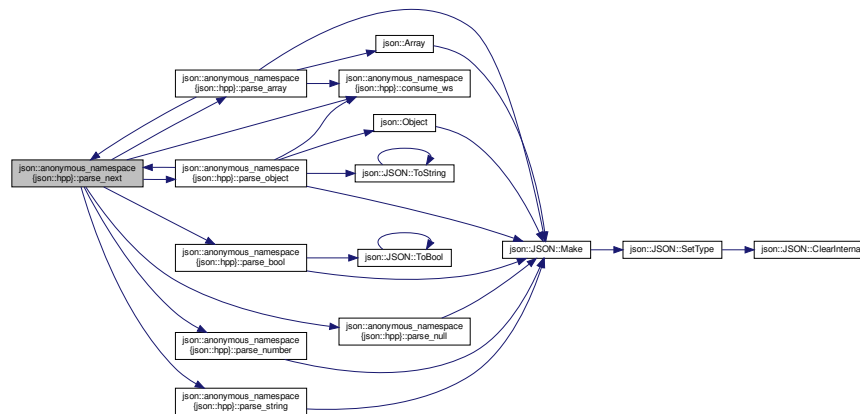 json::Array
json::anonymous_namespace
{json::hpp}::parse_array
json::anonymous_namespace
{json::hpp}::consume_ws
json::Object
json::anonymous_namespace
{json::hpp}::parse_next
json::anonymous_namespace
{json::hpp}::parse_object
json::JSON::ToString
json::anonymous_namespace
{json::hpp}::parse_bool
json::JSON::ToBool
json::JSON::Make
json::JSON::SetType
json::JSON::ClearInterna
json::anonymous_namespace
{json::hpp}::parse_null
json::anonymous_namespace
{json::hpp}::parse_number
json::anonymous_namespace
{json::hpp}::parse_string